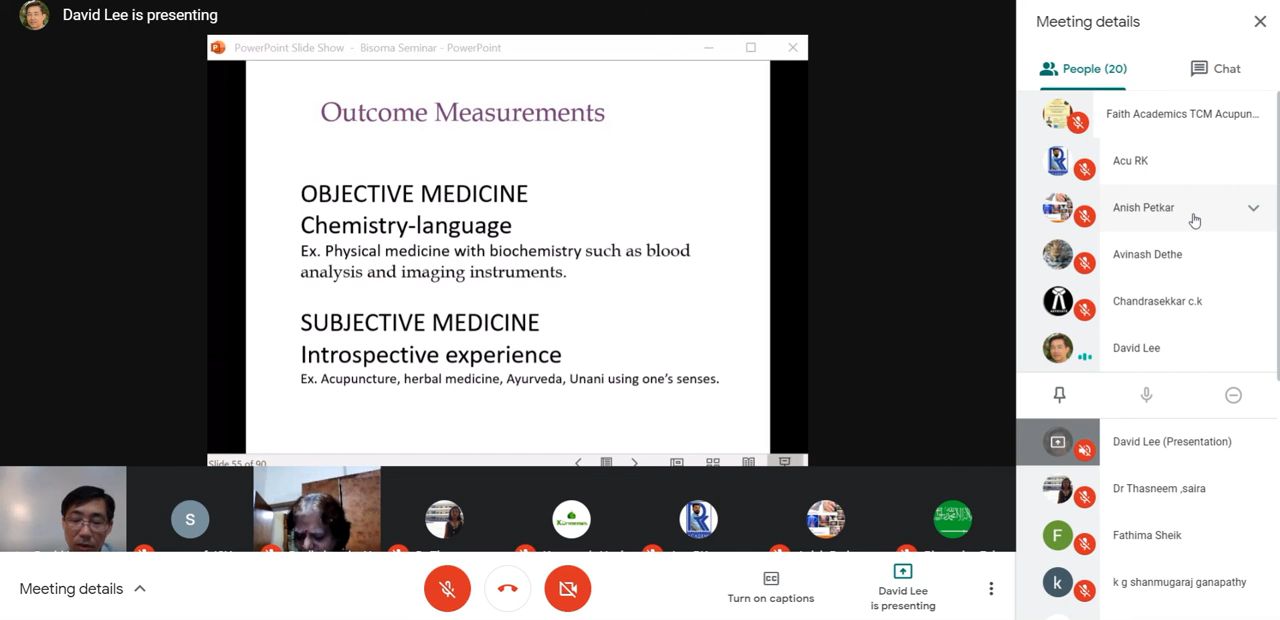 David Lee is presenting
PowerPoint Slide Show - Bisoma Seminar - PowerPoint
Outcome Measurements
OBJECTIVE MEDICINE
Chemistry-language
Ex. Physical medicine with biochemistry such as blood
analysis and imaging instruments.
SUBJECTIVE MEDICINE
Introspective experience
Ex. Acupuncture, herbal medicine, Ayurveda, Unani using one's senses.
Slide 55 of 90
S
Meeting details
Turn on captions
David Lee
is presenting
Meeting details
People (20)
Chat
Faith Academics TCM Acupun...
Acu RK
Anish Petkar
Avinash Dethe
Chandrasekkar c.k
David Lee
David Lee (Presentation)
Dr Thasneem ,saira
F
Fathima Sheik
k
k g shanmugaraj ganapathy